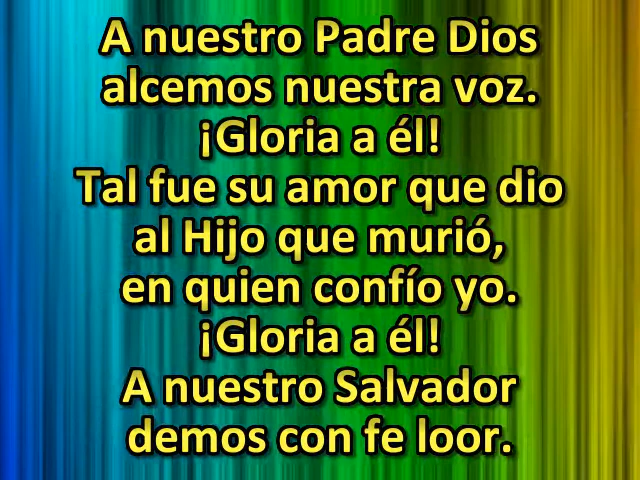 A nuestro Padre Dios
alcemos nuestra voz.
¡Gloria a él!
Tal fue su amor que dio
al Hijo que murió,
en quien confío yo.
¡Gloria a él!
A nuestro Salvador
demos con fe loor.